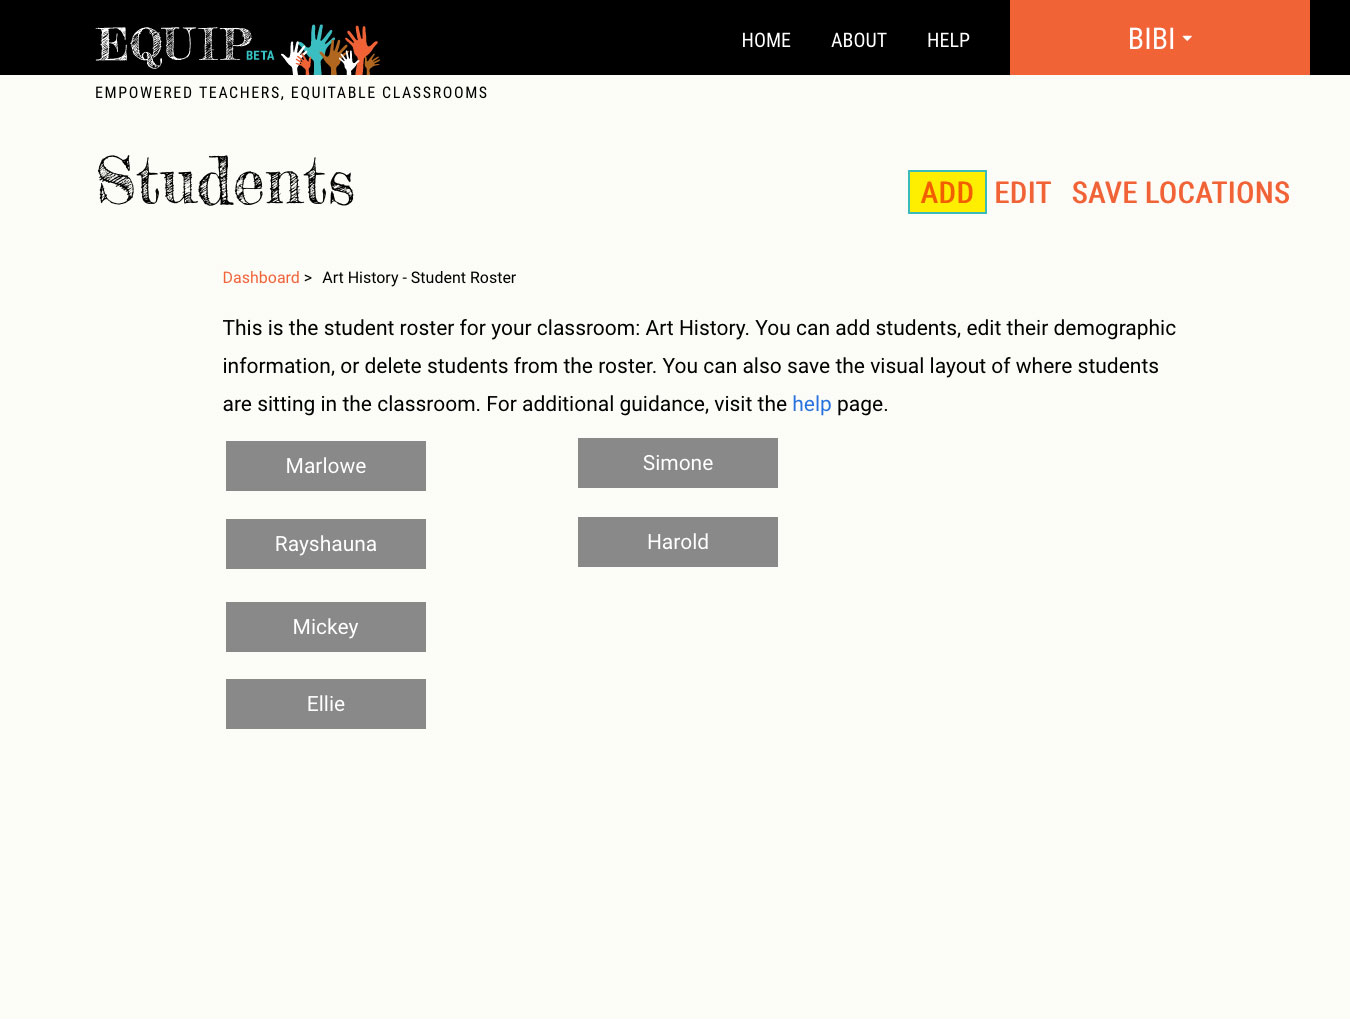 EQUIP BETA
HOME ABOUT HELP BIBI
EMPOWERED TEACHERS, EQUITABLE CLASSROOMS
Students
ADD EDIT SAVE LOCATIONS
Dashboard > Art History - Student Roster
This is the student roster for your classroom: Art History. You can add students, edit their demographic
information, or delete students from the roster. You can also save the visual layout of where students
are sitting in the classroom. For additional guidance, visit the help page.
Marlowe
Simone
Rayshauna
Harold
Mickey
Ellie